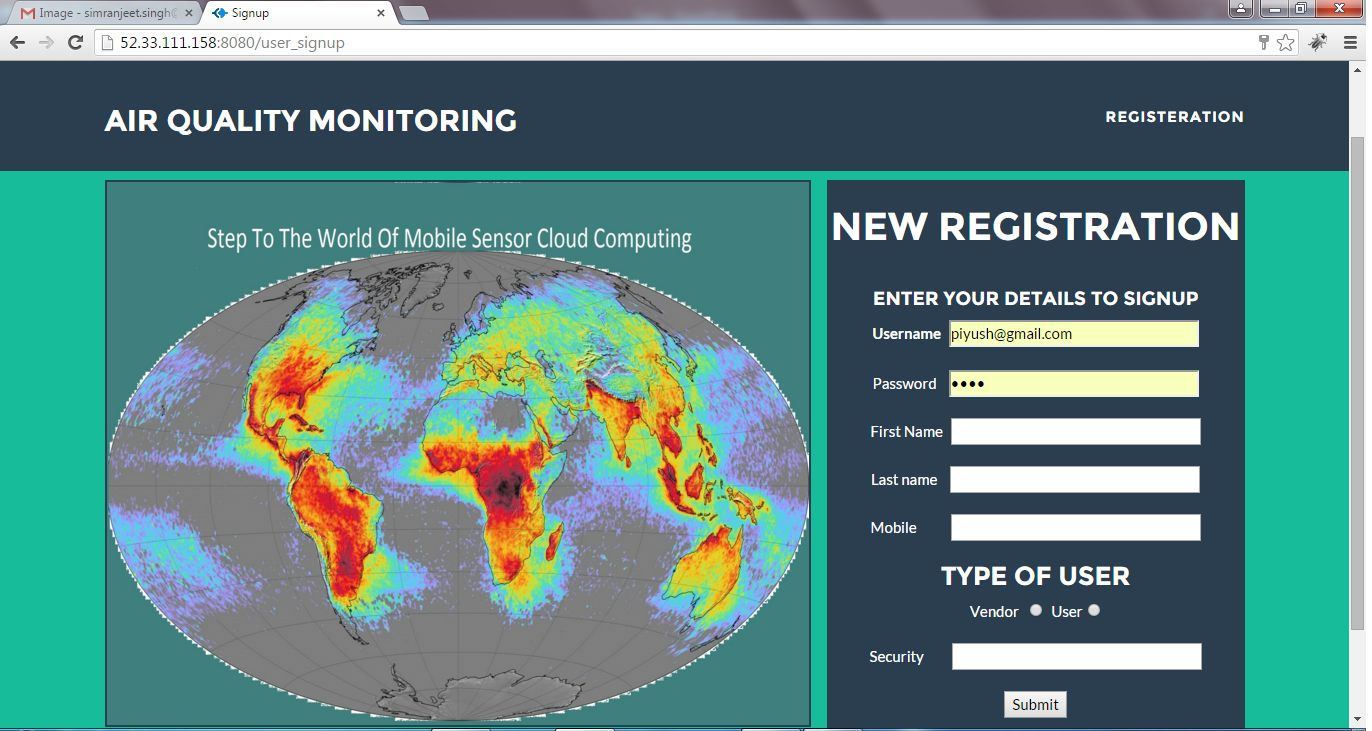 Image - simranjeet.singh@
Signup
52.33.111.158:8080/user_signup
AIR QUALITY MONITORING
REGISTERATION
Step To The World Of Mobile Sensor Cloud Computing
NEW REGISTRATION
ENTER YOUR DETAILS TO SIGNUP
Username piyush@gmail.com
Password ••••
First Name
Last name
Mobile
TYPE OF USER
Vendor User
Security
Submit